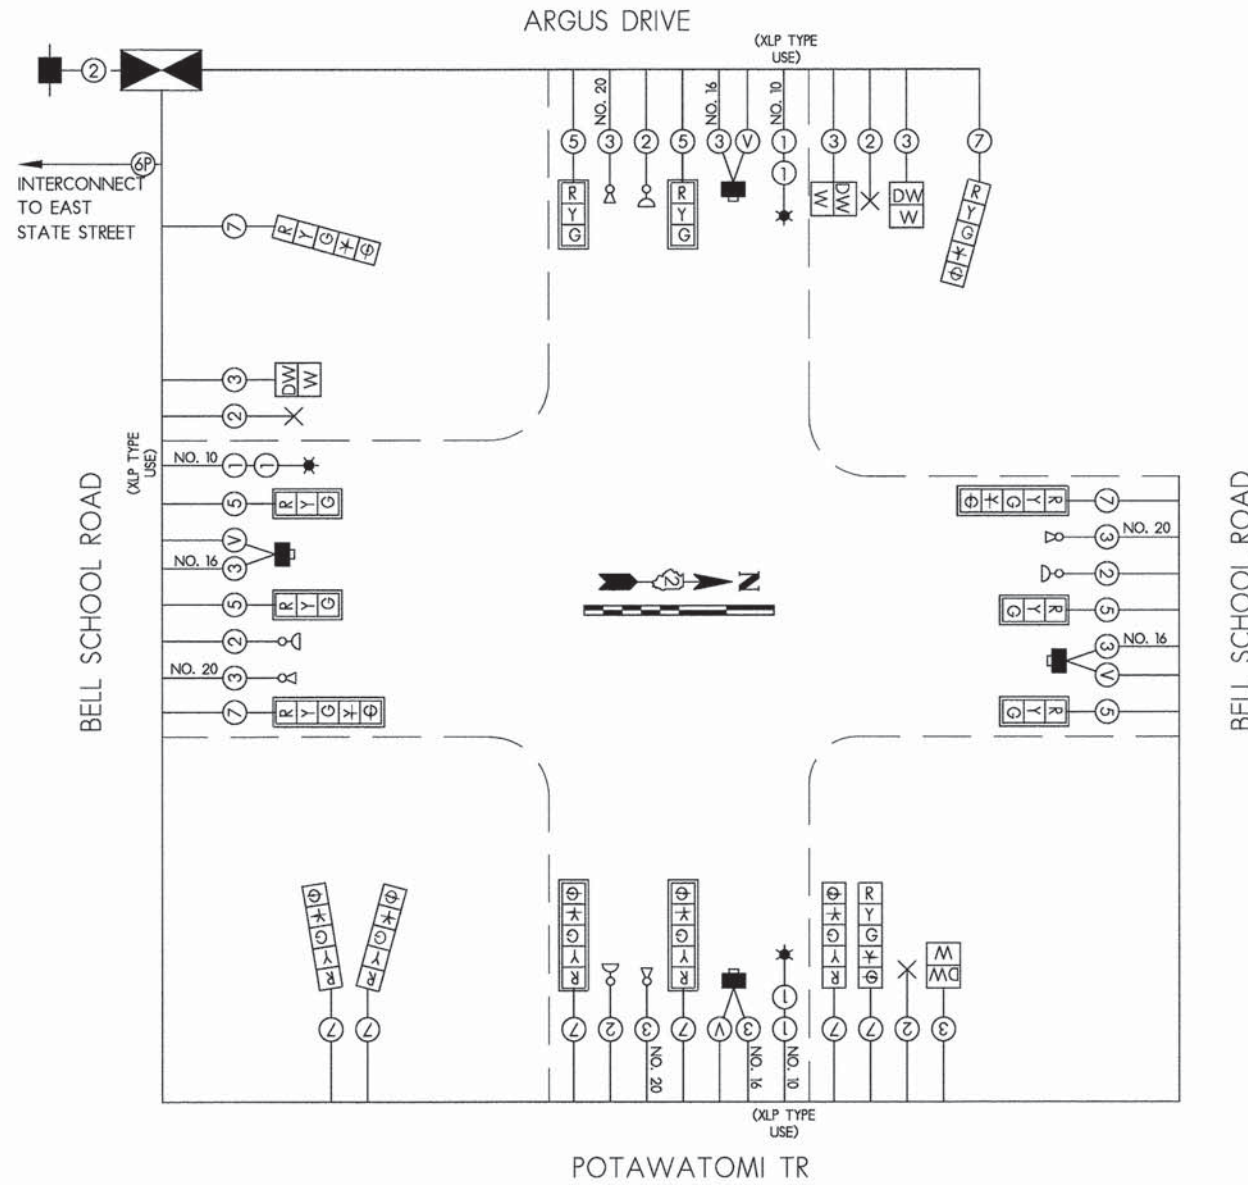 ARGUS DRIVE
(XLP TYPE
USE)
2
6P
INTERCONNECT
TO EAST
STATE STREET
7
R Y G
NO. 20
NO. 16
NO. 10
5 3 2 5 3 V 1 3 2 3 7
1
R Y G
R Y G
W DW
DW
W
R Y G
3
DW W
2
(XLP TYPE
USE)
NO. 10
1 1
5
R Y G
V
NO. 16
3
5
R Y G
2
NO. 20
3
7
R Y G
BELL SCHOOL ROAD
2
N
R Y G
7
3
NO. 20
2
R Y G
5
3
NO. 16
V
R Y G
5
BELL SCHOOL ROAD
R Y G
R Y G
R Y G
R Y G
R Y G
R Y G
W
DW
1
7 7 7 2 3 7 V 3 1 7 7 2 3
NO. 20
NO. 16
NO. 10
(XLP TYPE
USE)
POTAWATOMI TR